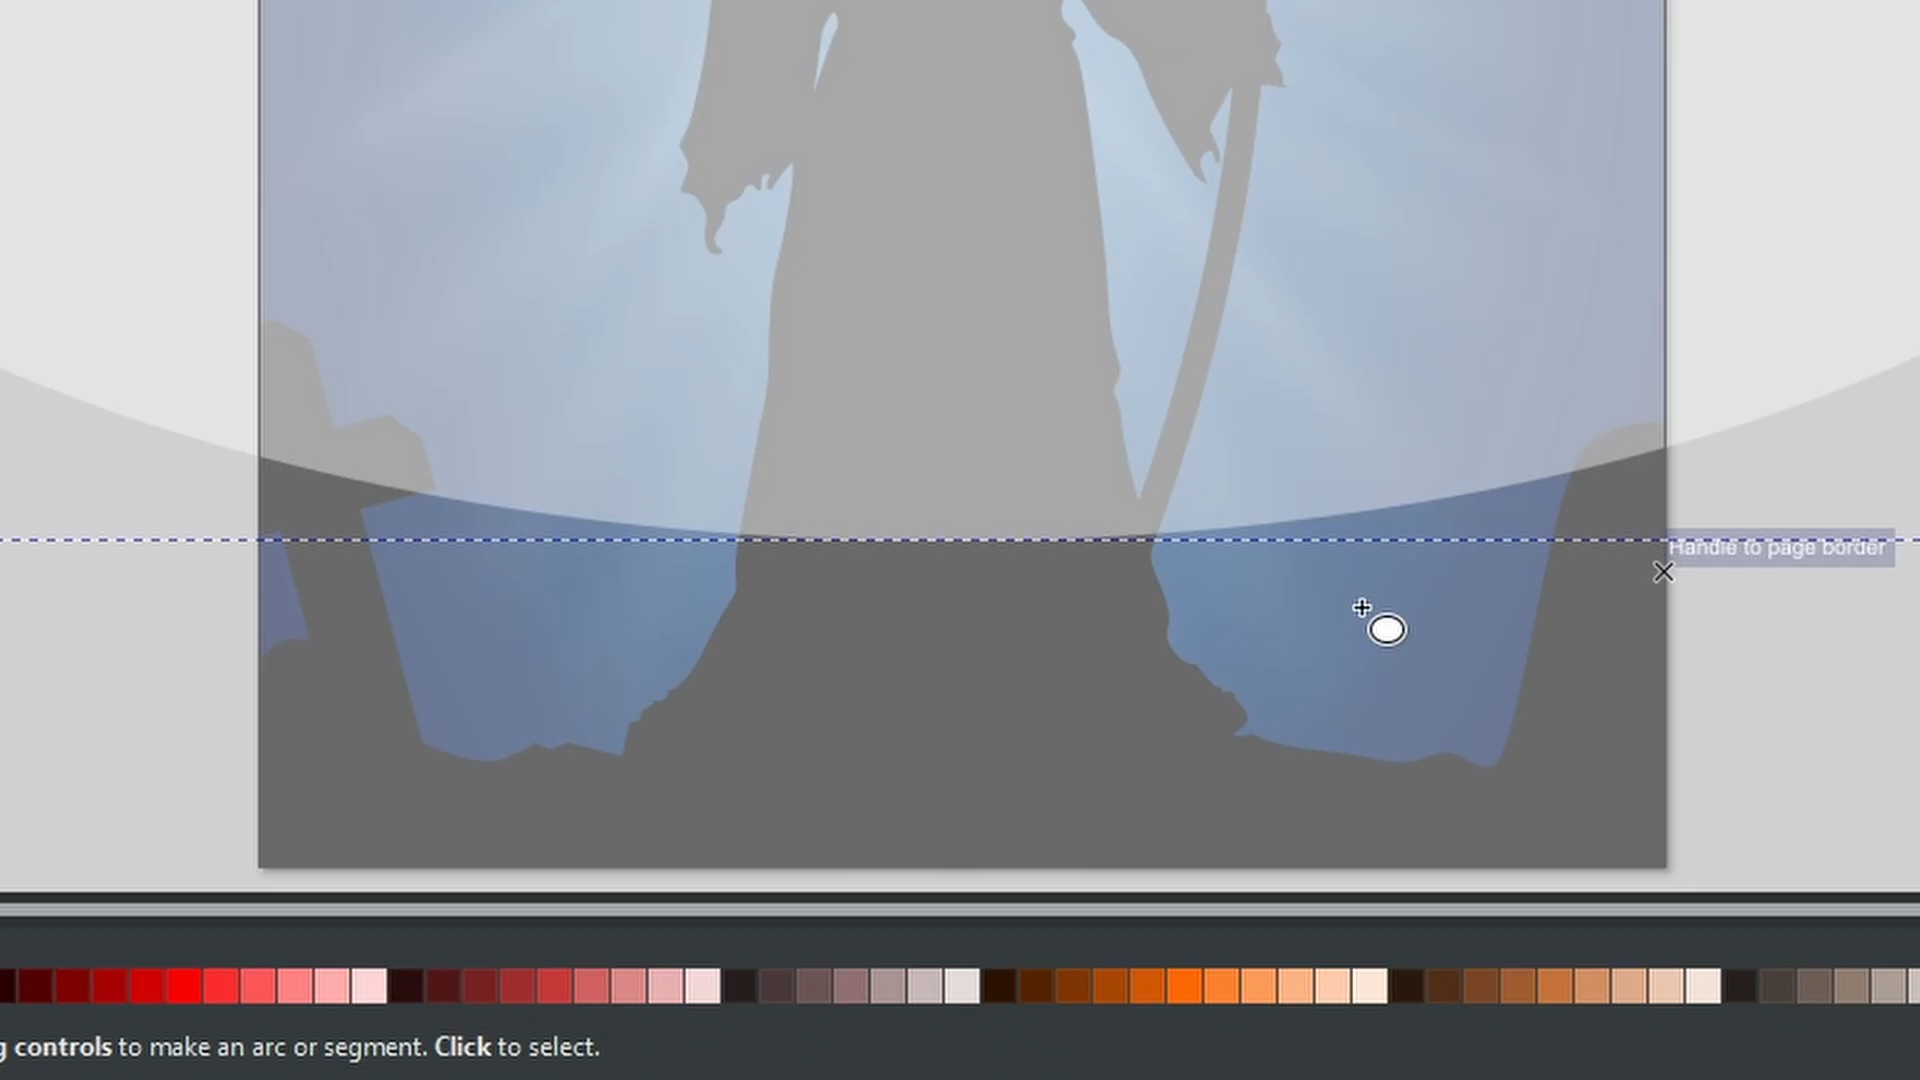 Handle to page border
g controls to make an arc or segment. Click to select.